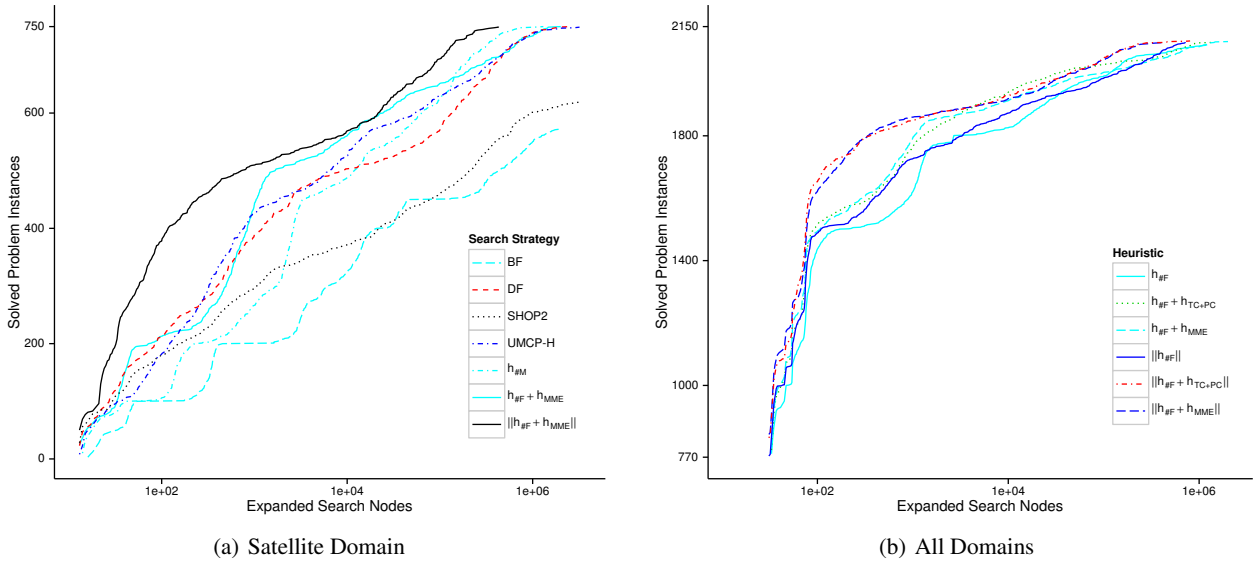 750
600
400
200
0
Solved Problem Instances
1e+02
1e+04
1e+06
Expanded Search Nodes
Search Strategy
BF
DF
SHOP2
UMCP-H
h#M
h#F + hMME
||h#F + hMME||
(a) Satellite Domain
2150
1800
1400
1000
770
Solved Problem Instances
1e+02
1e+04
1e+06
Expanded Search Nodes
Heuristic
h#F
h#F + hTC+PC
h#F + hMME
||h#F||
||h#F + hTC+PC||
||h#F + hMME||
(b) All Domains